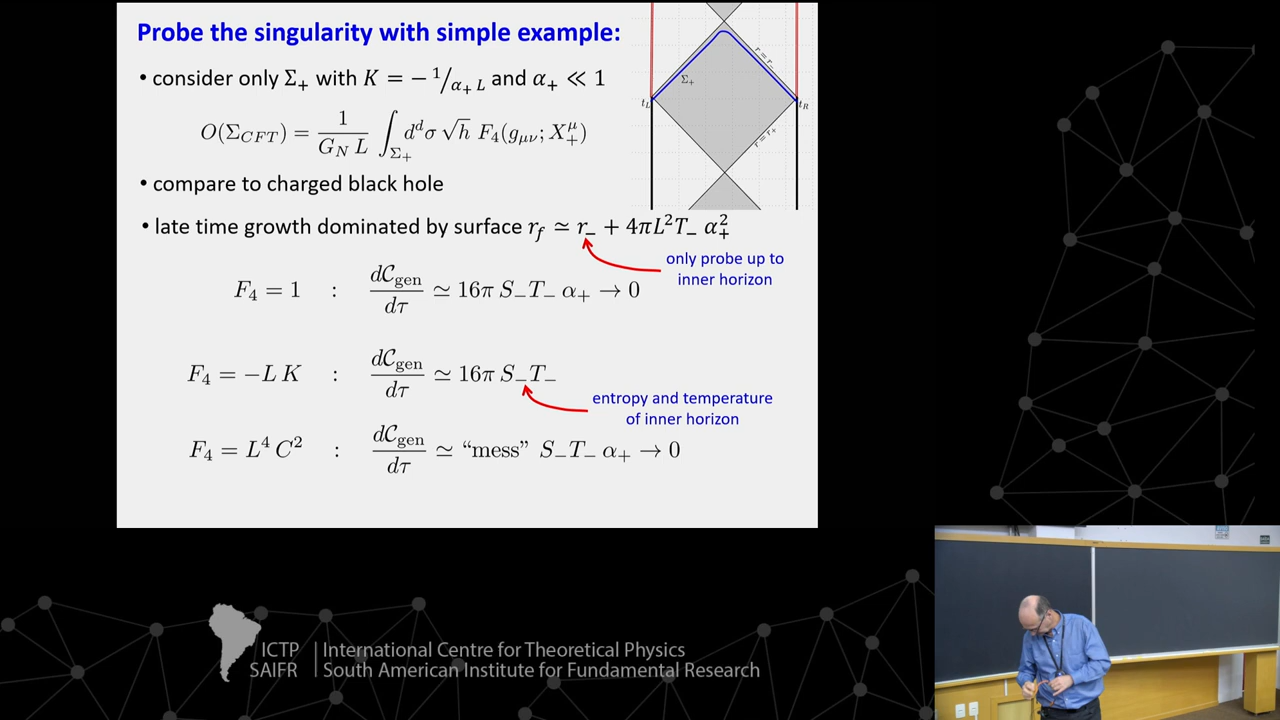 Probe the singularity with simple example:
• consider only Σ₊ with K = − 1/α₊ L and α₊ ≪ 1
O(Σ_CFT) = 1/(G_N L) ∫_Σ₊ d^dσ √h F₄(g_μν; X₊^μ)
• compare to charged black hole
• late time growth dominated by surface r_f ≃ r₋ + 4πL²T₋ α₊²
only probe up to
inner horizon
F₄ = 1 : d𝒞_gen/dτ ≃ 16π S₋T₋ α₊ → 0
F₄ = −L K : d𝒞_gen/dτ ≃ 16π S₋T₋
entropy and temperature
of inner horizon
F₄ = L⁴ C² : d𝒞_gen/dτ ≃ “mess” S₋T₋ α₊ → 0
r = r₋
Σ₊
t_L
t_R
r = r₊
ICTP
SAIFR
International Centre for Theoretical Physics
South American Institute for Fundamental Research